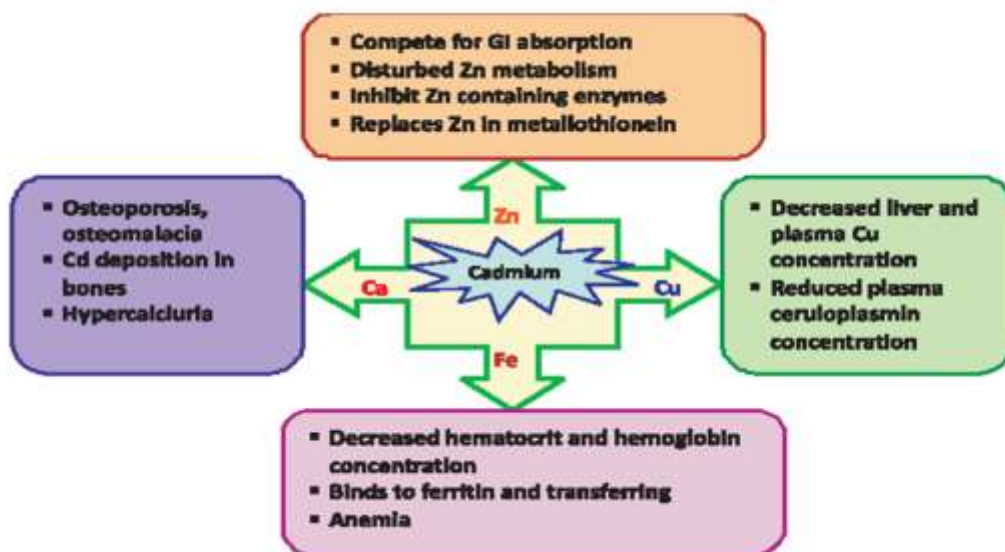 ▪ Compete for GI absorption
▪ Disturbed Zn metabolism
▪ Inhibit Zn containing enzymes
▪ Replaces Zn in metallothionein
Zn
▪ Osteoporosis,
osteomalacia
▪ Cd deposition in
bones
▪ Hypercalciuria
Ca
Cadmium
Cu
▪ Decreased liver and
plasma Cu
concentration
▪ Reduced plasma
ceruloplasmin
concentration
Fe
▪ Decreased hematocrit and hemoglobin
concentration
▪ Binds to ferritin and transferring
▪ Anemia